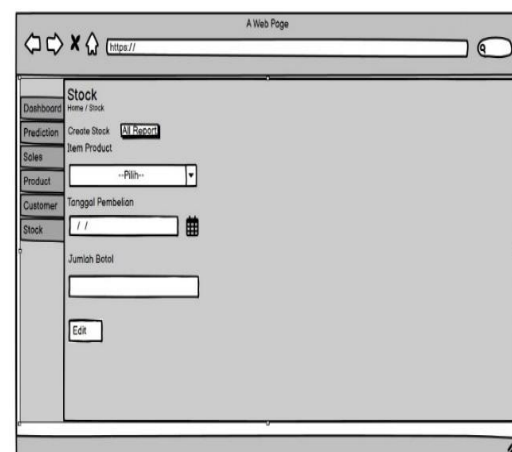 A Web Page
https://
Dashboard
Prediction
Sales
Product
Customer
Stock
Stock
Home / Stock
Create Stock All Report
Item Product
--Pilih--
Tanggal Pembelian
/ /
Jumlah Botol
Edit